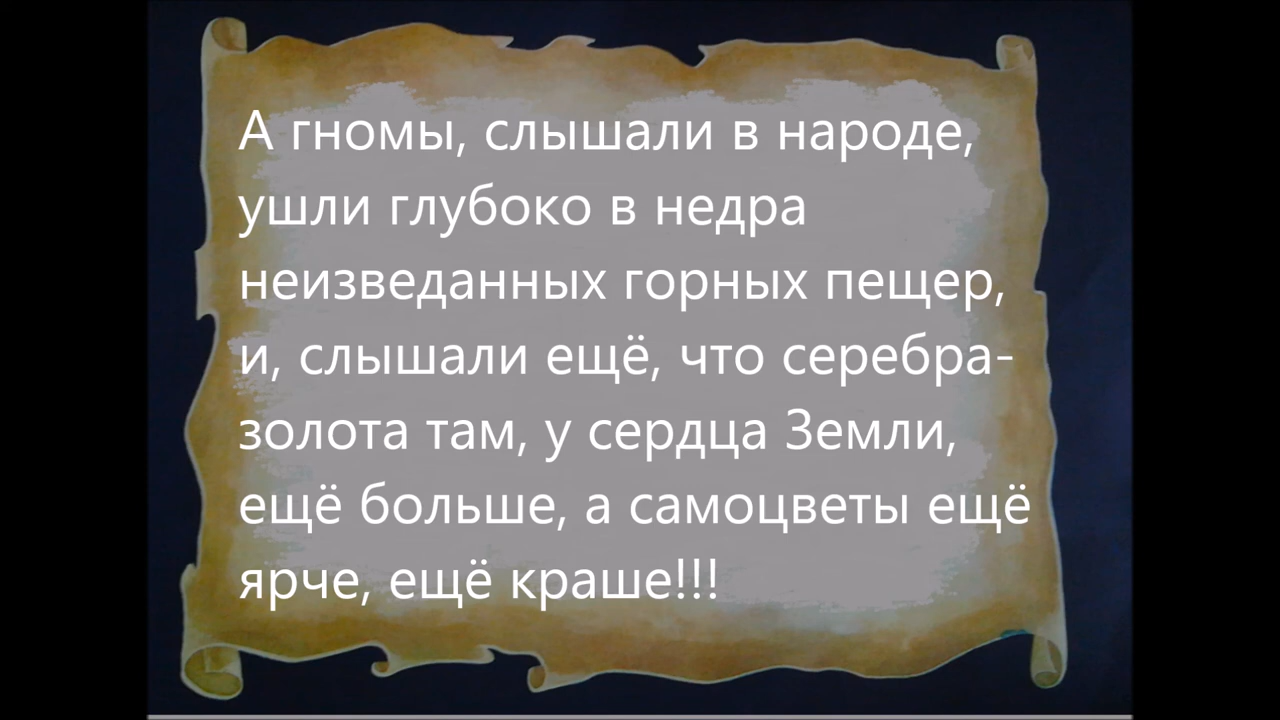 А гномы, слышали в народе,
ушли глубоко в недра
неизведанных горных пещер,
и, слышали ещё, что серебра-
золота там, у сердца Земли,
ещё больше, а самоцветы ещё
ярче, ещё краше!!!